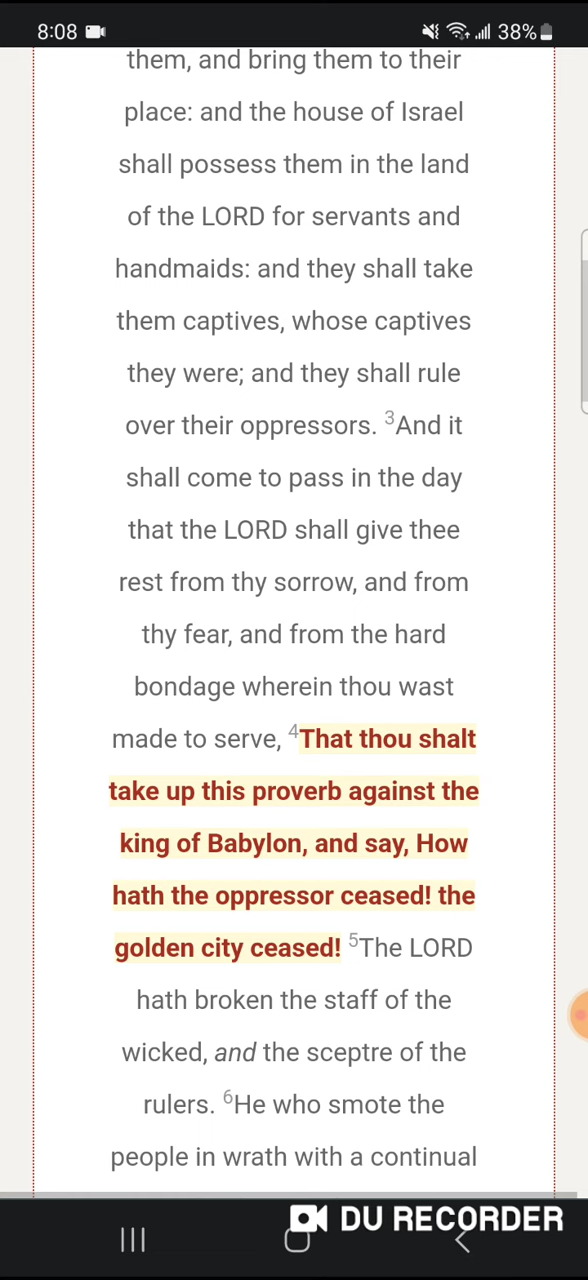 8:08 38%
them, and bring them to their
place: and the house of Israel
shall possess them in the land
of the LORD for servants and
handmaids: and they shall take
them captives, whose captives
they were; and they shall rule
over their oppressors. 3And it
shall come to pass in the day
that the LORD shall give thee
rest from thy sorrow, and from
thy fear, and from the hard
bondage wherein thou wast
made to serve, 4That thou shalt
take up this proverb against the
king of Babylon, and say, How
hath the oppressor ceased! the
golden city ceased! 5The LORD
hath broken the staff of the
wicked, and the sceptre of the
rulers. 6He who smote the
people in wrath with a continual
DU RECORDER